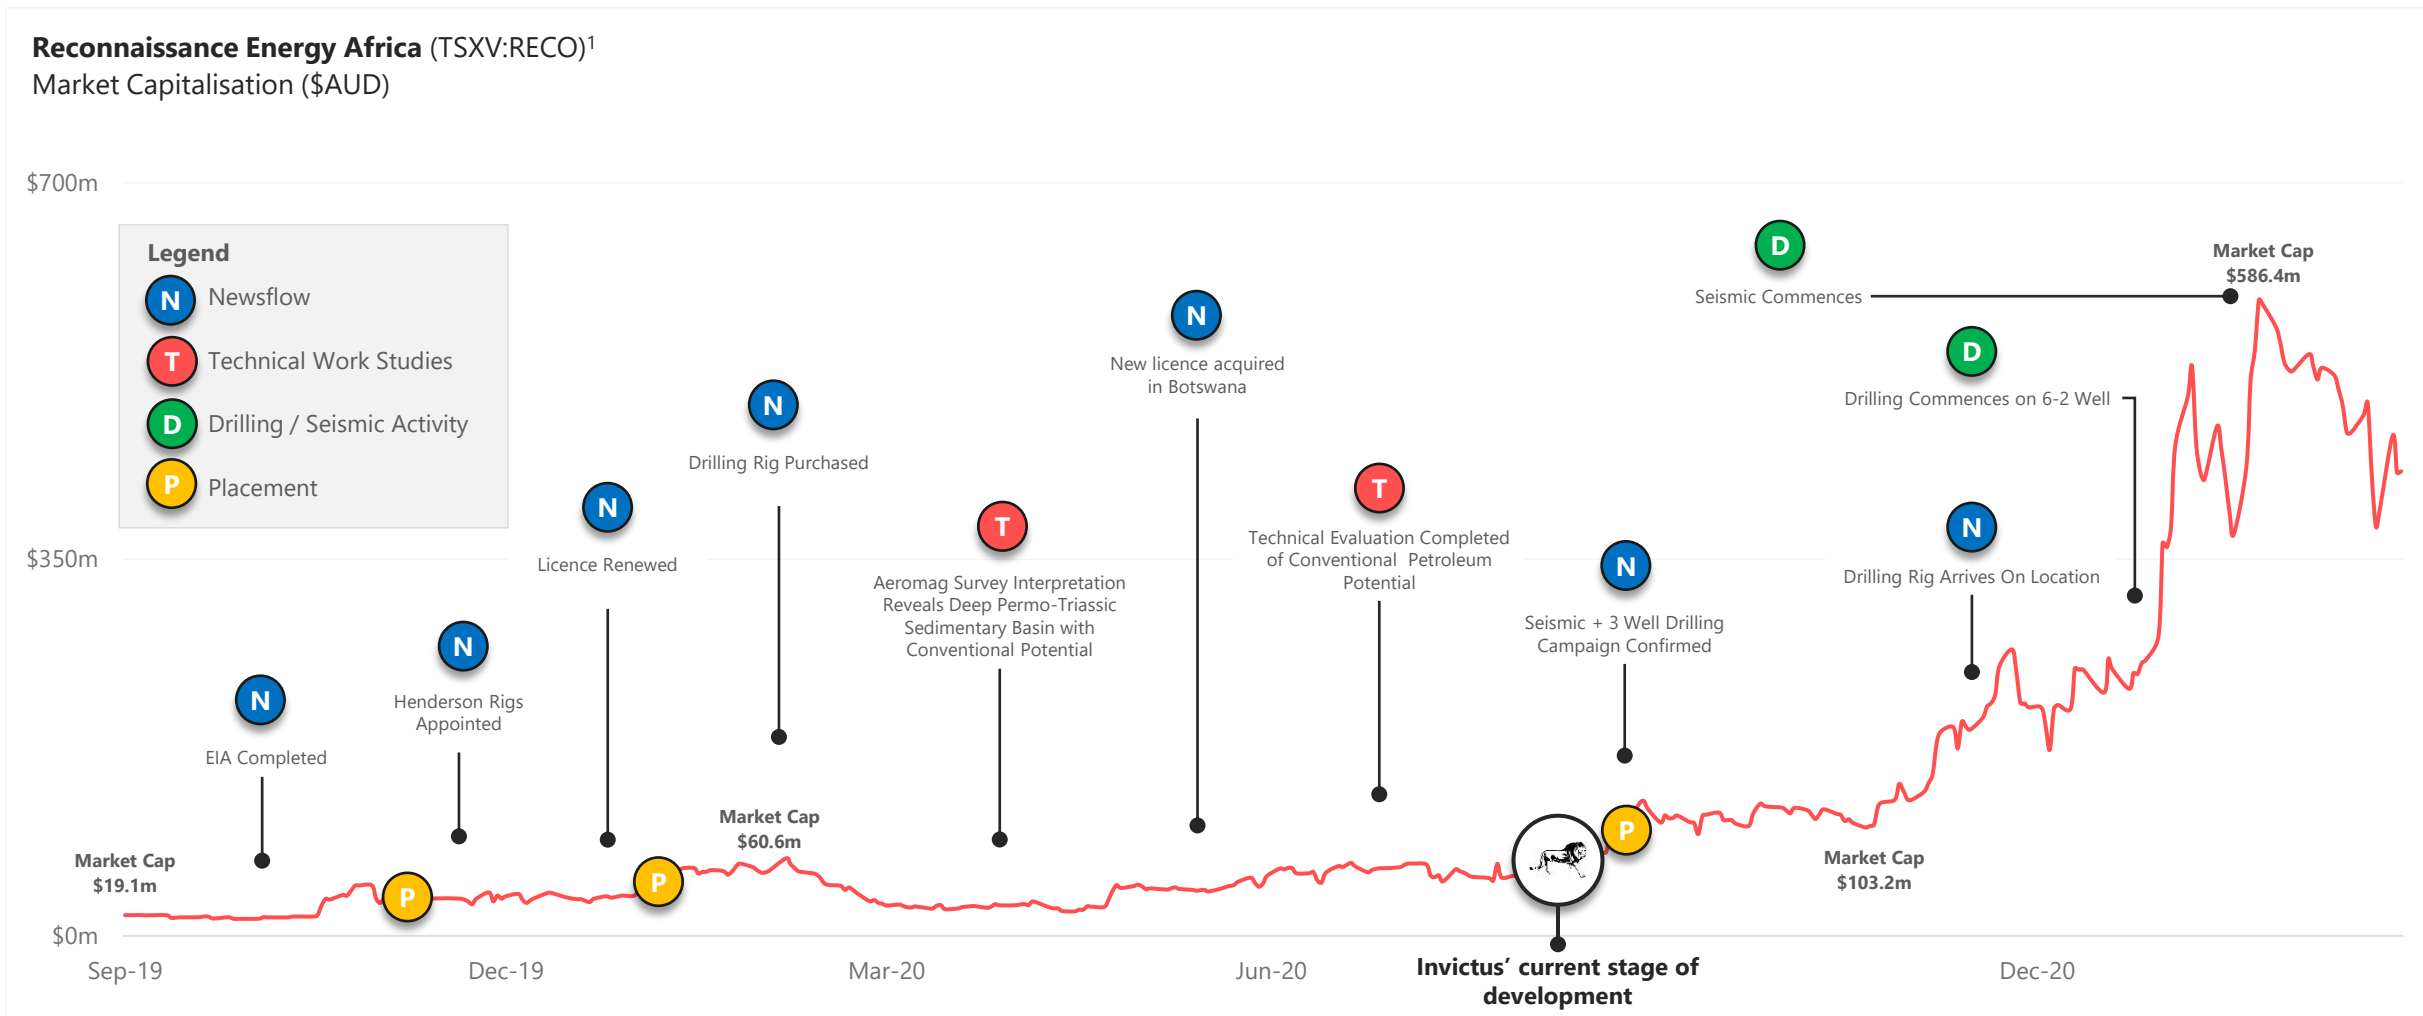 Reconnaissance Energy Africa (TSXV:RECO)¹
Market Capitalisation ($AUD)
$700m
$350m
$0m
Legend
N Newsflow
T Technical Work Studies
D Drilling / Seismic Activity
P Placement
Market Cap
$19.1m
N
EIA Completed
P
N
Henderson Rigs
Appointed
N
Licence Renewed
P
N
Drilling Rig Purchased
Market Cap
$60.6m
T
Aeromag Survey Interpretation
Reveals Deep Permo-Triassic
Sedimentary Basin with
Conventional Potential
N
New licence acquired
in Botswana
T
Technical Evaluation Completed
of Conventional Petroleum
Potential
N
Seismic + 3 Well Drilling
Campaign Confirmed
P
D
Seismic Commences
Market Cap
$586.4m
D
Drilling Commences on 6-2 Well
N
Drilling Rig Arrives On Location
Market Cap
$103.2m
Sep-19
Dec-19
Mar-20
Jun-20
Invictus’ current stage of
development
Dec-20